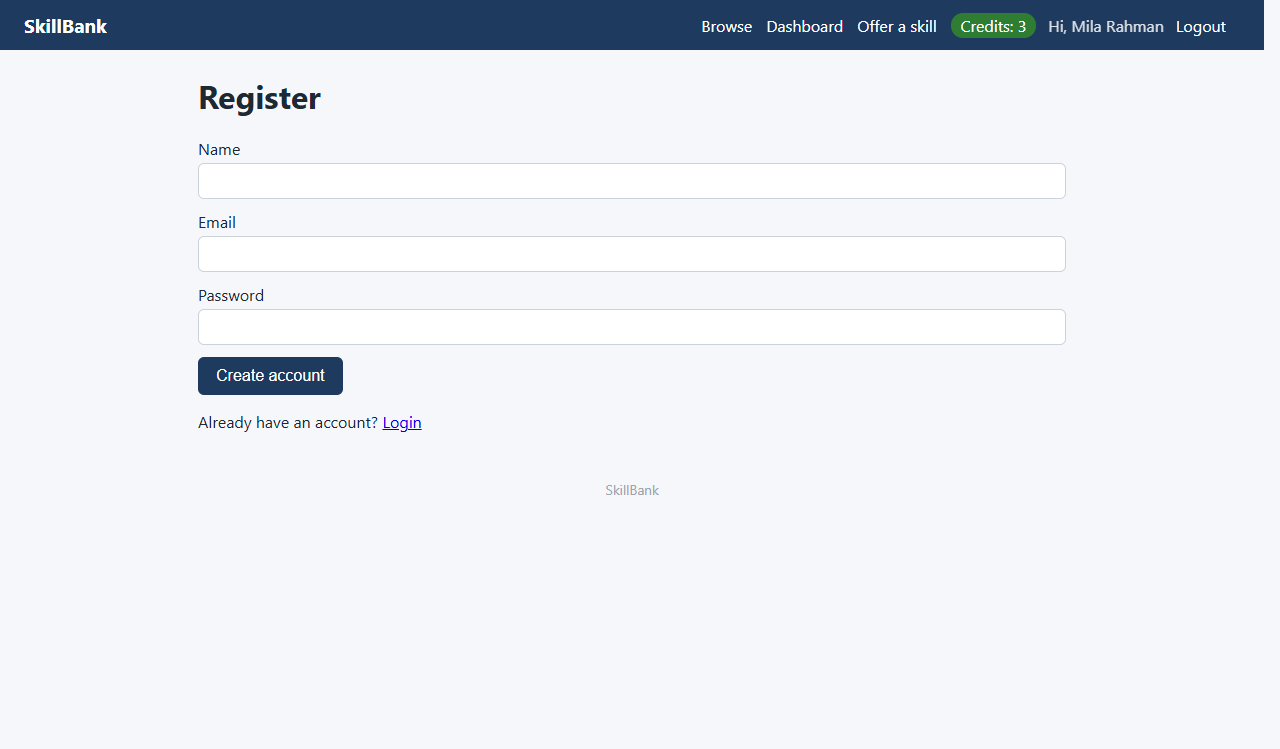 SkillBank Browse Dashboard Offer a skill Credits: 3 Hi, Mila Rahman Logout
Register
Name
Email
Password
Create account
Already have an account? Login
SkillBank